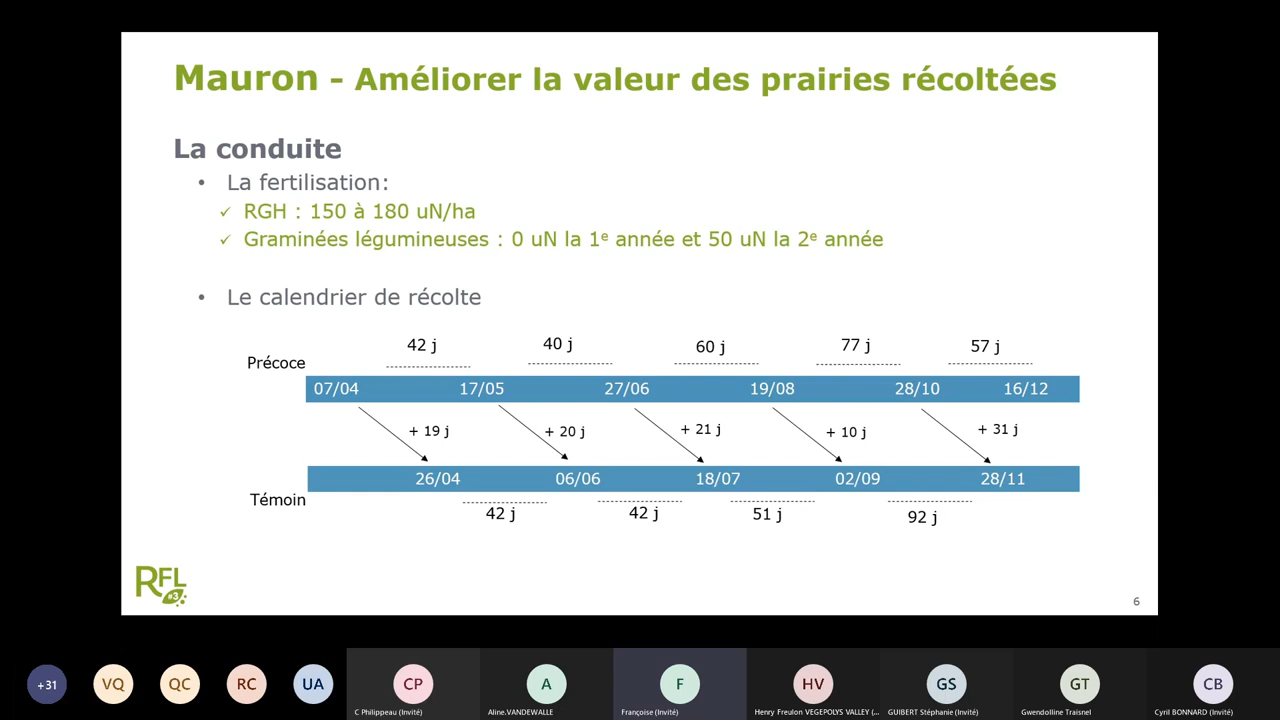 Mauron - Améliorer la valeur des prairies récoltées
La conduite
• La fertilisation:
✓ RGH : 150 à 180 uN/ha
✓ Graminées légumineuses : 0 uN la 1e année et 50 uN la 2e année
• Le calendrier de récolte
42 j 40 j 60 j 77 j 57 j
Précoce
07/04 17/05 27/06 19/08 28/10 16/12
+ 19 j + 20 j + 21 j + 10 j + 31 j
26/04 06/06 18/07 02/09 28/11
Témoin
42 j 42 j 51 j 92 j
RFL
#3
6
+31 VQ QC RC UA CP A F HV GS GT CB
C Philippeau (Invité) Aline.VANDEWALLE Françoise (Invité) Henry Freulon VEGEPOLYS VALLEY (... GUIBERT Stéphanie (Invité) Gwendolline Traisnel Cyril BONNARD (Invité)